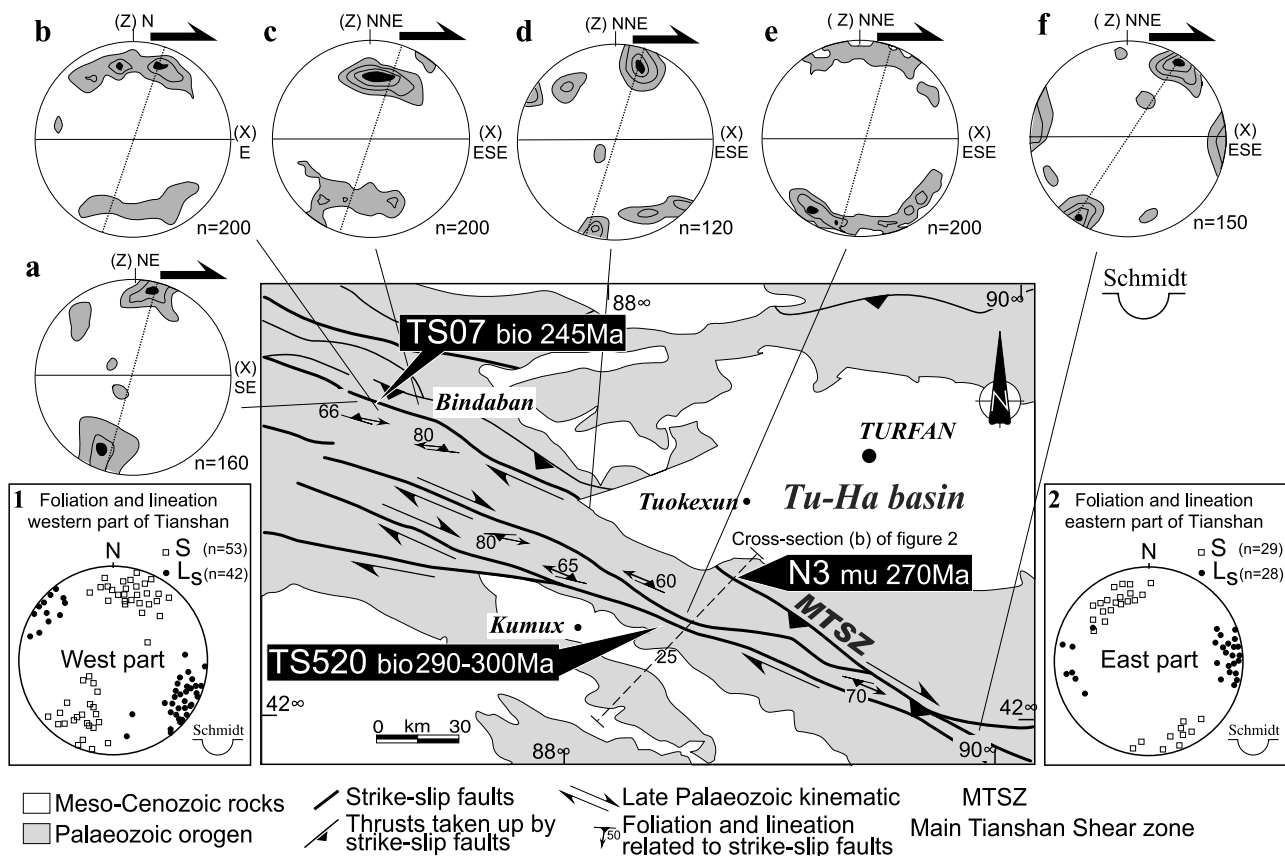 b
(Z) N
(X)
E
n=200
c
(Z) NNE
(X)
ESE
n=200
d
(Z) NNE
(X)
ESE
n=120
e
( Z) NNE
(X)
ESE
n=200
f
( Z) NNE
(X)
ESE
n=150
a
(Z) NE
(X)
SE
n=160
Schmidt
88∞
90∞
TS07 bio 245Ma
Bindaban
66
80
N
TURFAN
Tuokexun
Tu-Ha basin
Cross-section (b) of figure 2
80
65
60
N3 mu 270Ma
MTSZ
Kumux
TS520 bio 290-300Ma
25
70
42∞
42∞
0 km 30
88∞
90∞
1 Foliation and lineation
western part of Tianshan
N
S (n=53)
Ls (n=42)
West part
Schmidt
2 Foliation and lineation
eastern part of Tianshan
N
S (n=29)
Ls (n=28)
East part
Schmidt
Meso-Cenozoic rocks
Palaeozoic orogen
Strike-slip faults
Thrusts taken up by
strike-slip faults
Late Palaeozoic kinematic
50
Foliation and lineation
related to strike-slip faults
MTSZ
Main Tianshan Shear zone